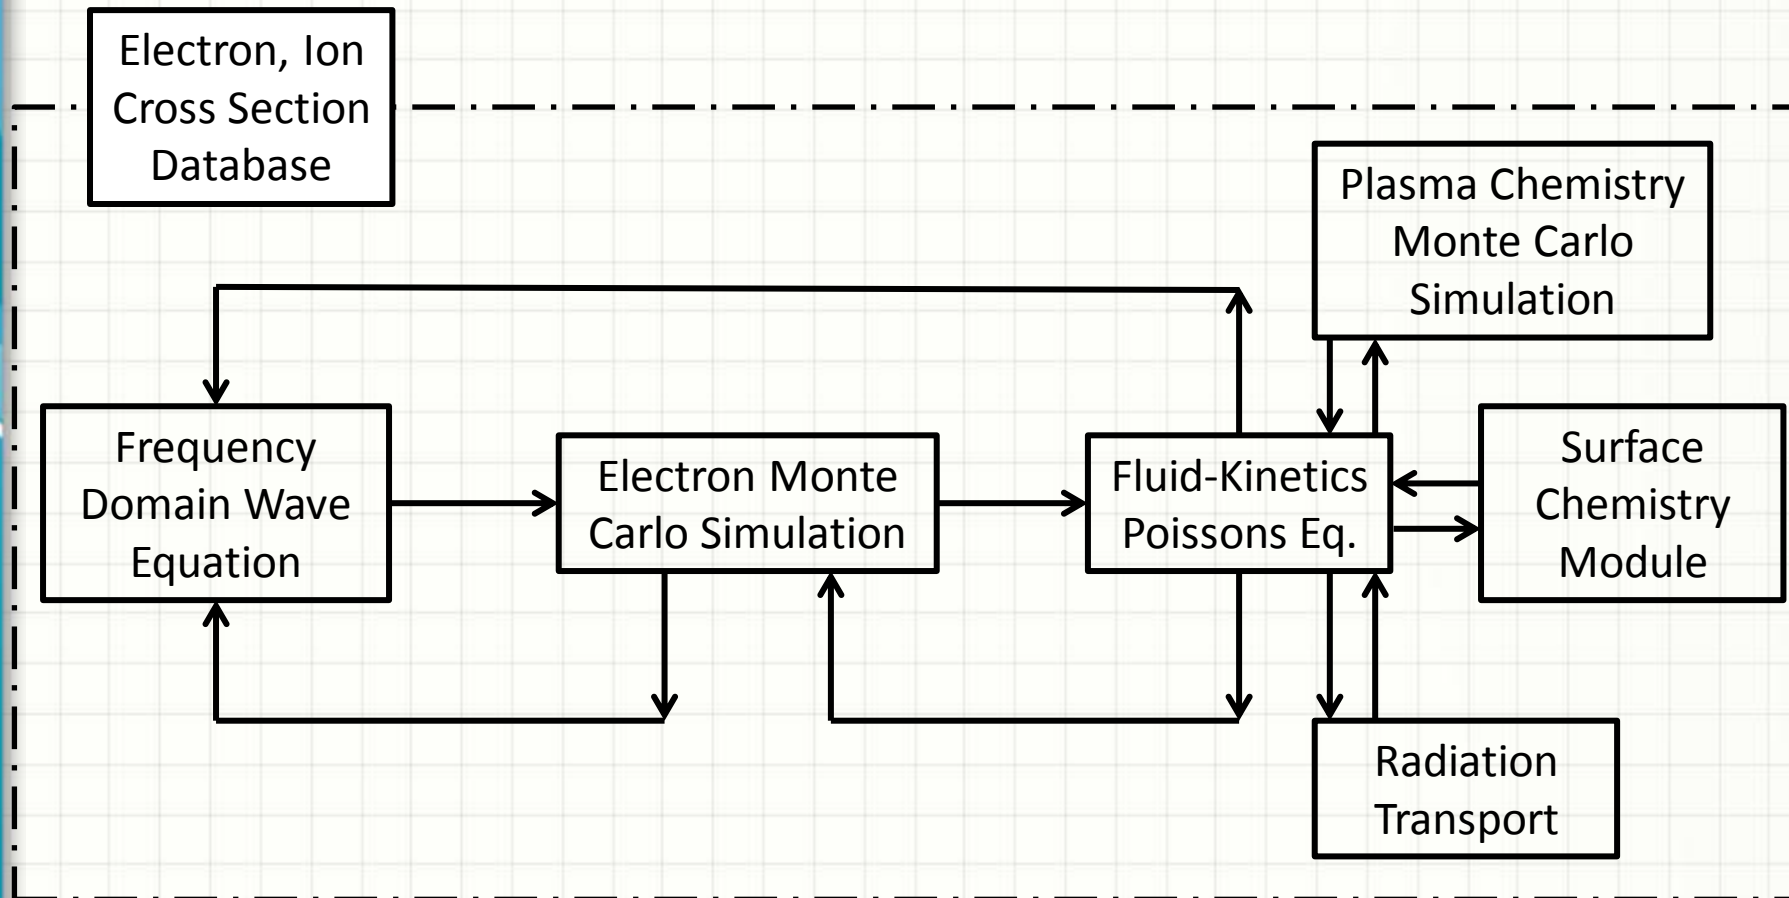 Electron, Ion
Cross Section
Database
Plasma Chemistry
Monte Carlo
Simulation
Frequency
Domain Wave
Equation
Electron Monte
Carlo Simulation
Fluid-Kinetics
Poissons Eq.
Surface
Chemistry
Module
Radiation
Transport